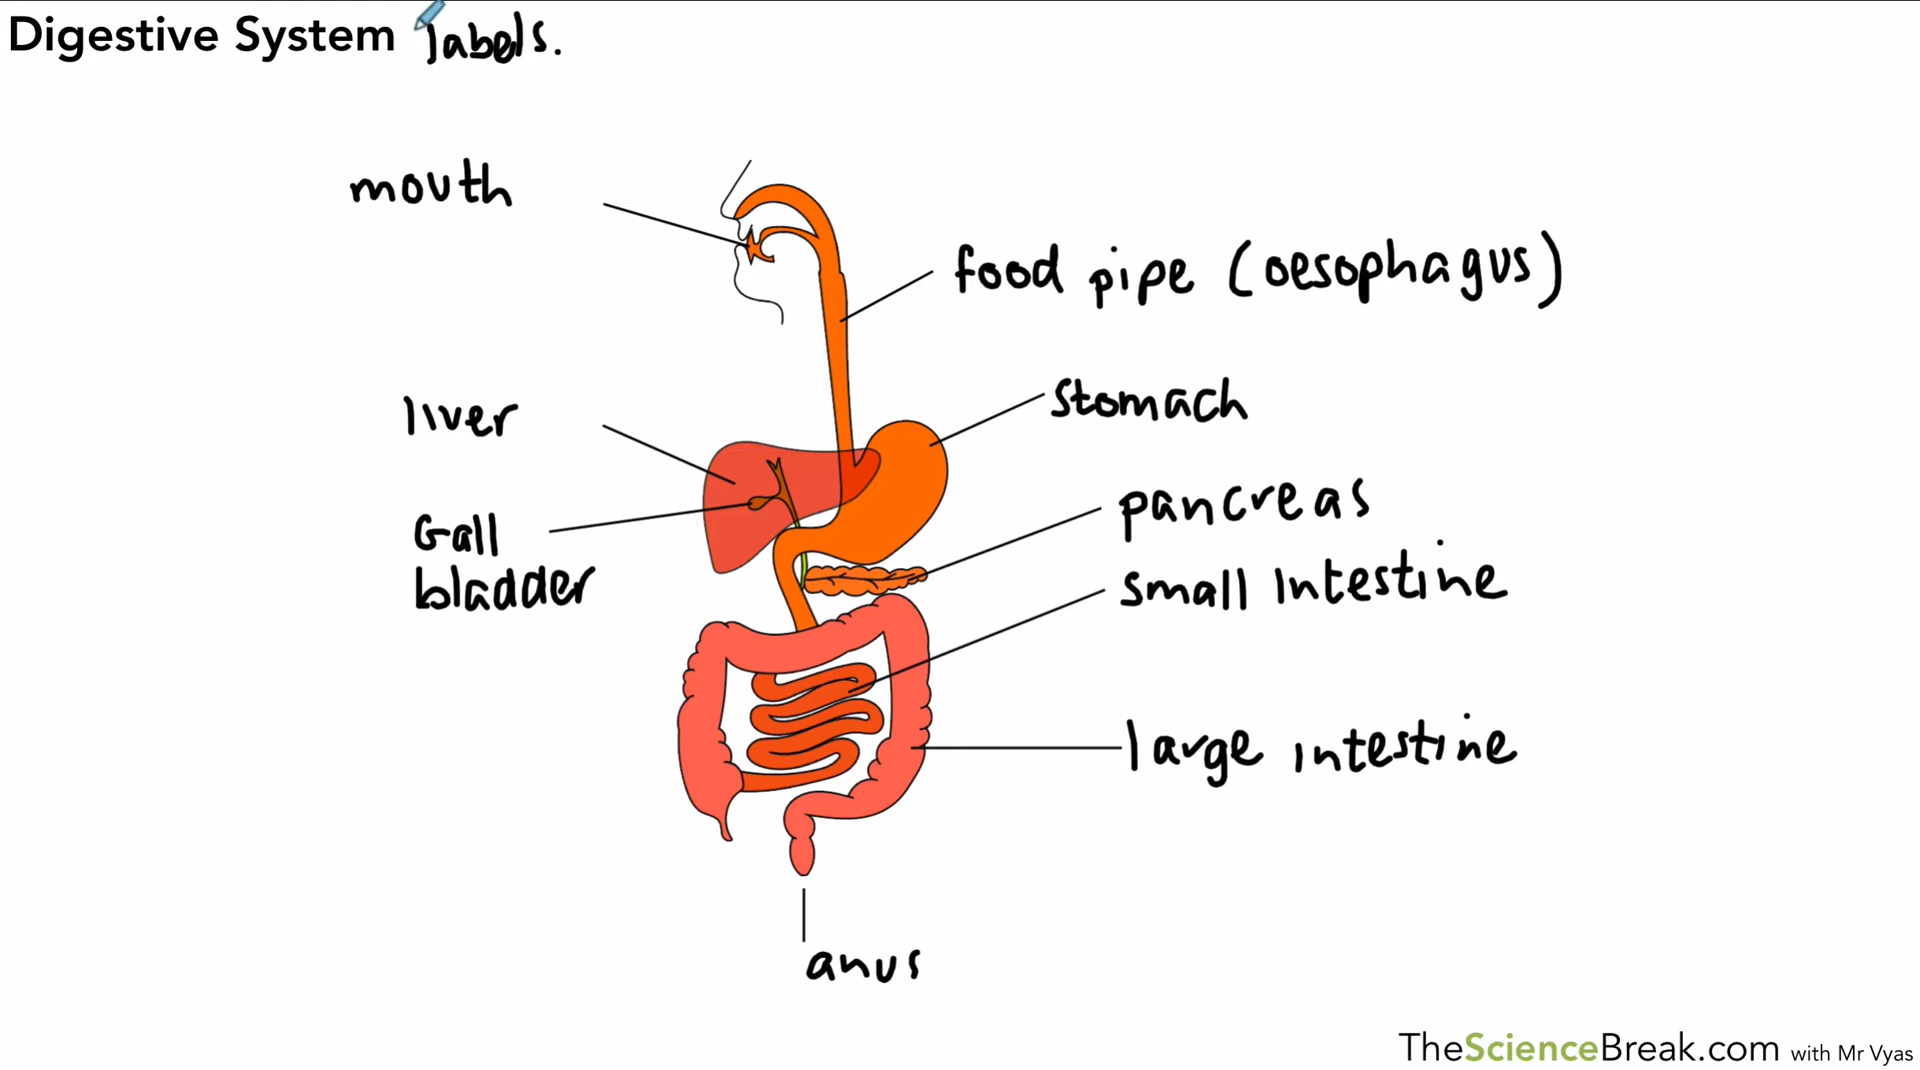 Digestive System labels.
mouth
food pipe (oesophagus)
liver
stomach
Gall
bladder
pancreas
small Intestine
large intestine
anus
TheScienceBreak.com with Mr Vyas